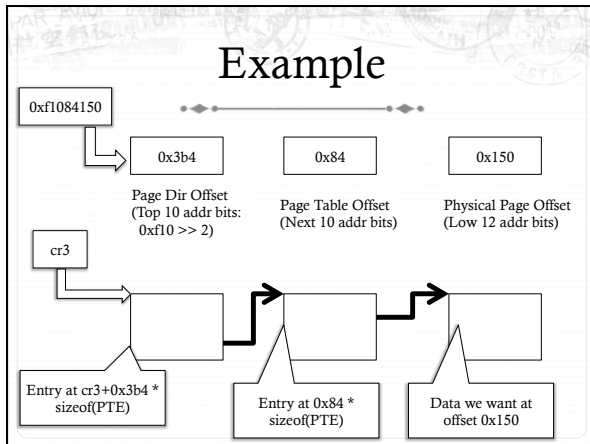 Example
0xf1084150
0x3b4
0x84
0x150
Page Dir Offset
(Top 10 addr bits:
0xf10 >> 2)
Page Table Offset
(Next 10 addr bits)
Physical Page Offset
(Low 12 addr bits)
cr3
Entry at cr3+0x3b4 *
sizeof(PTE)
Entry at 0x84 *
sizeof(PTE)
Data we want at
offset 0x150